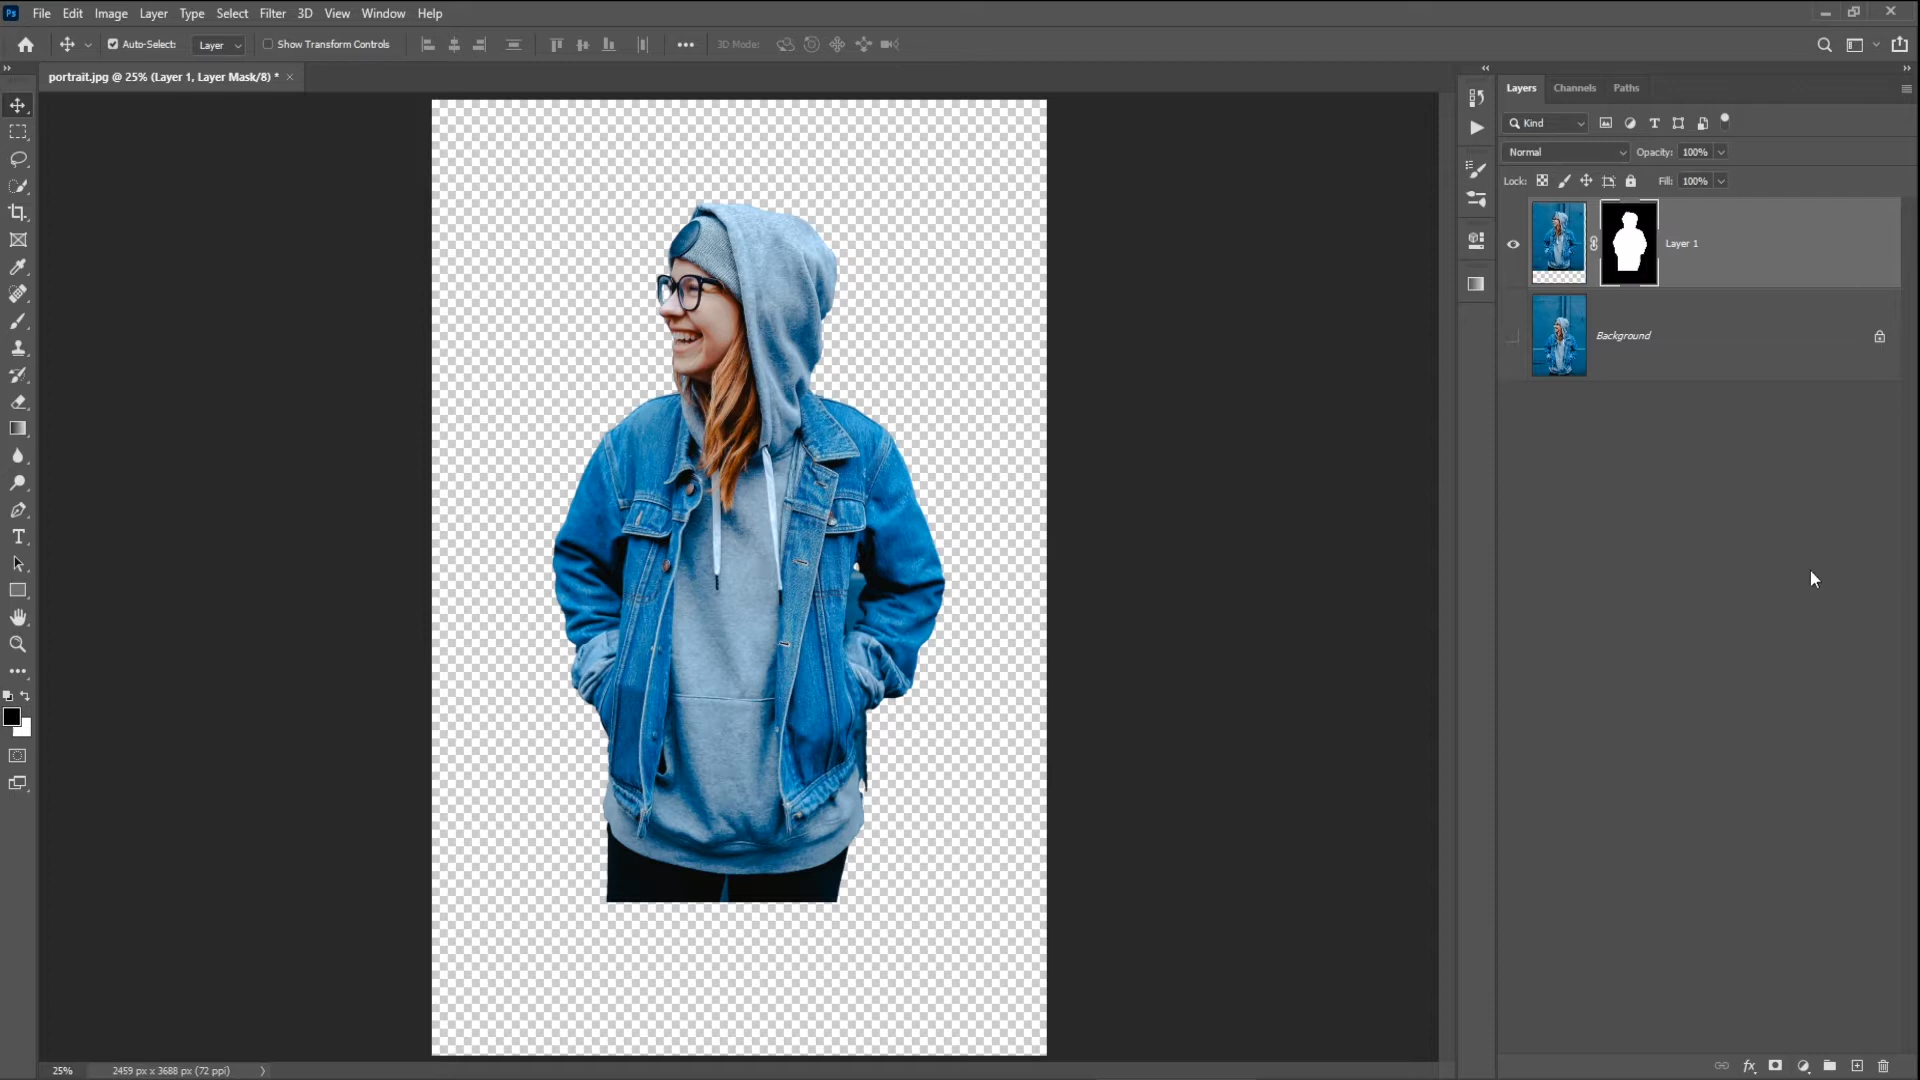 Ps File Edit Image Layer Type Select Filter 3D View Window Help
Auto-Select: Layer Show Transform Controls 3D Mode:
portrait.jpg @ 25% (Layer 1, Layer Mask/8) *
Layers Channels Paths
Kind
Normal Opacity: 100%
Lock: Fill: 100%
Layer 1
Background
25% 2459 px x 3688 px (72 ppi)